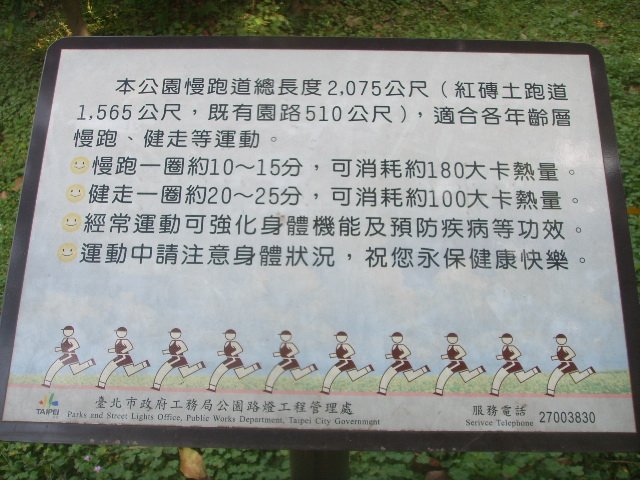 本公園慢跑道總長度2,075公尺（紅磚土跑道
1,565公尺，既有園路510公尺），適合各年齡層
慢跑、健走等運動。
慢跑一圈約10～15分，可消耗約180大卡熱量。
健走一圈約20～25分，可消耗約100大卡熱量。
經常運動可強化身體機能及預防疾病等功效。
運動中請注意身體狀況，祝您永保健康快樂。
臺北市政府工務局公園路燈工程管理處
服務電話 27003830
TAIPEI Parks and Street Lights Office, Public Works Department, Taipei City Government
Serivce Telephone